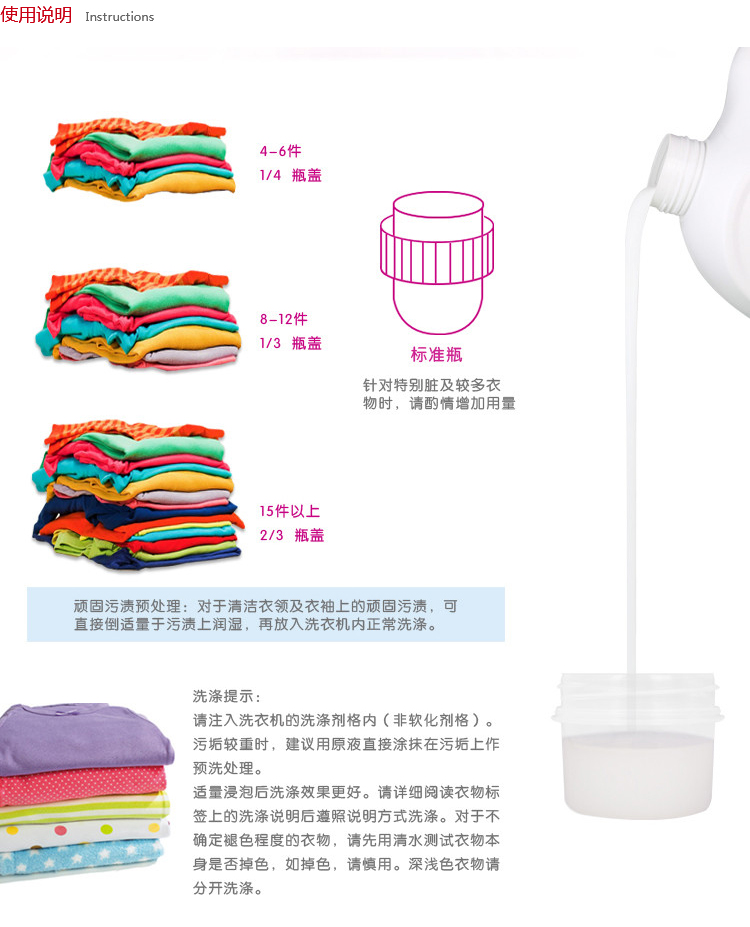 使用说明 Instructions
4-6件
1/4 瓶盖
8-12件
1/3 瓶盖
标准瓶
针对特别脏及较多衣
物时，请酌情增加用量
15件以上
2/3 瓶盖
顽固污渍预处理：对于清洁衣领及衣袖上的顽固污渍，可
直接倒适量于污渍上润湿，再放入洗衣机内正常洗涤。
洗涤提示：
请注入洗衣机的洗涤剂格内（非软化剂格）。
污垢较重时，建议用原液直接涂抹在污垢上作
预洗处理。
适量浸泡后洗涤效果更好。请详细阅读衣物标
签上的洗涤说明后遵照说明方式洗涤。对于不
确定褪色程度的衣物，请先用清水测试衣物本
身是否掉色，如掉色，请慎用。深浅色衣物请
分开洗涤。